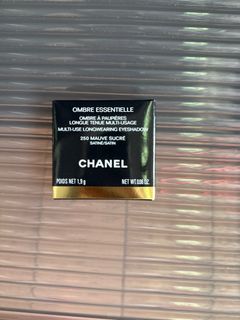 OMBRE ESSENTIELLE
OMBRE À PAUPIÈRES
LONGUE TENUE MULTI-USAGE
MULTI-USE LONGWEARING EYESHADOW
250 MAUVE SUCRÉ
SATINÉ/SATIN
CHANEL
POIDS NET 1,9 g NET WT. 0.06 OZ.